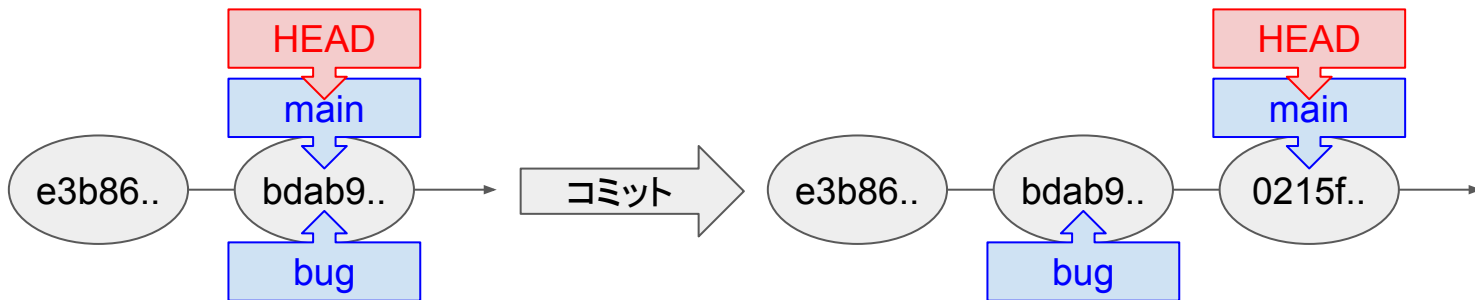 HEAD
main
e3b86..
bdab9..
bug
コミット
HEAD
main
e3b86..
bdab9..
0215f..
bug